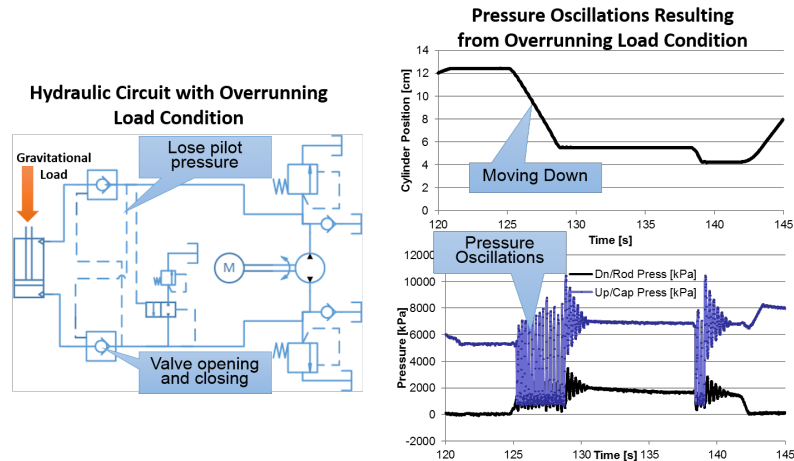 Hydraulic Circuit with Overrunning
Load Condition
Gravitational
Load
Lose pilot
pressure
M
Valve opening
and closing
Pressure Oscillations Resulting
from Overrunning Load Condition
Cylinder Position [cm]
14
12
10
8
6
4
2
0
Moving Down
120
125
130
135
140
145
Time [s]
Pressure
Oscillations
Dn/Rod Press [kPa]
Up/Cap Press [kPa]
Pressure [kPa]
12000
10000
8000
6000
4000
2000
0
-2000
120
125
130
135
140
145
Time [s]